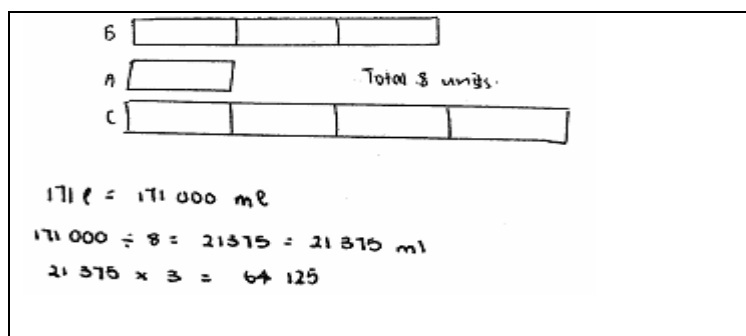 B
A Total 8 units.
C
171 l = 171 000 ml
171 000 ÷ 8 = 21375 = 21 375 ml
21 375 x 3 = 64 125